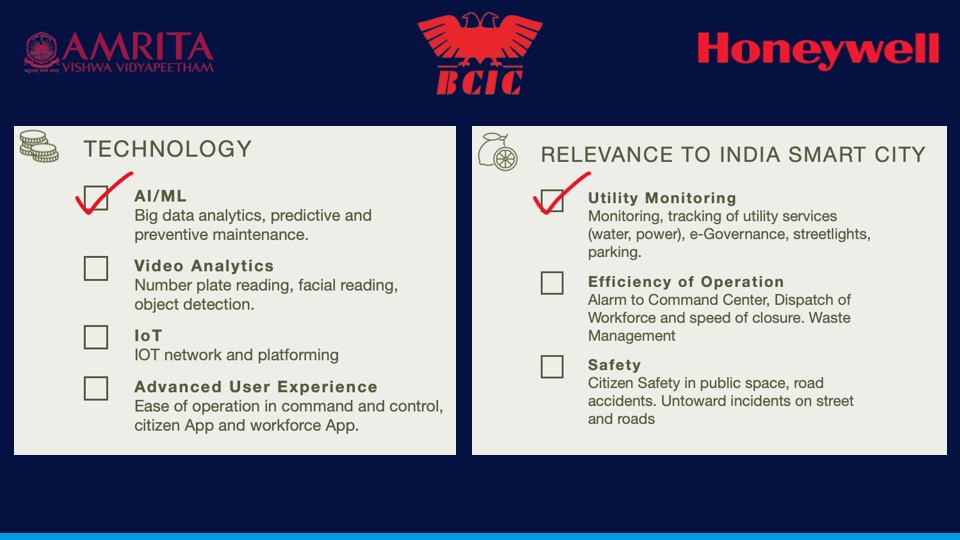 AMRITA
VISHWA VIDYAPEETHAM
BCIC
Honeywell
TECHNOLOGY
AI/ML
Big data analytics, predictive and
preventive maintenance.
Video Analytics
Number plate reading, facial reading,
object detection.
IoT
IOT network and platforming
Advanced User Experience
Ease of operation in command and control,
citizen App and workforce App.
RELEVANCE TO INDIA SMART CITY
Utility Monitoring
Monitoring, tracking of utility services
(water, power), e-Governance, streetlights,
parking.
Efficiency of Operation
Alarm to Command Center, Dispatch of
Workforce and speed of closure. Waste
Management
Safety
Citizen Safety in public space, road
accidents. Untoward incidents on street
and roads